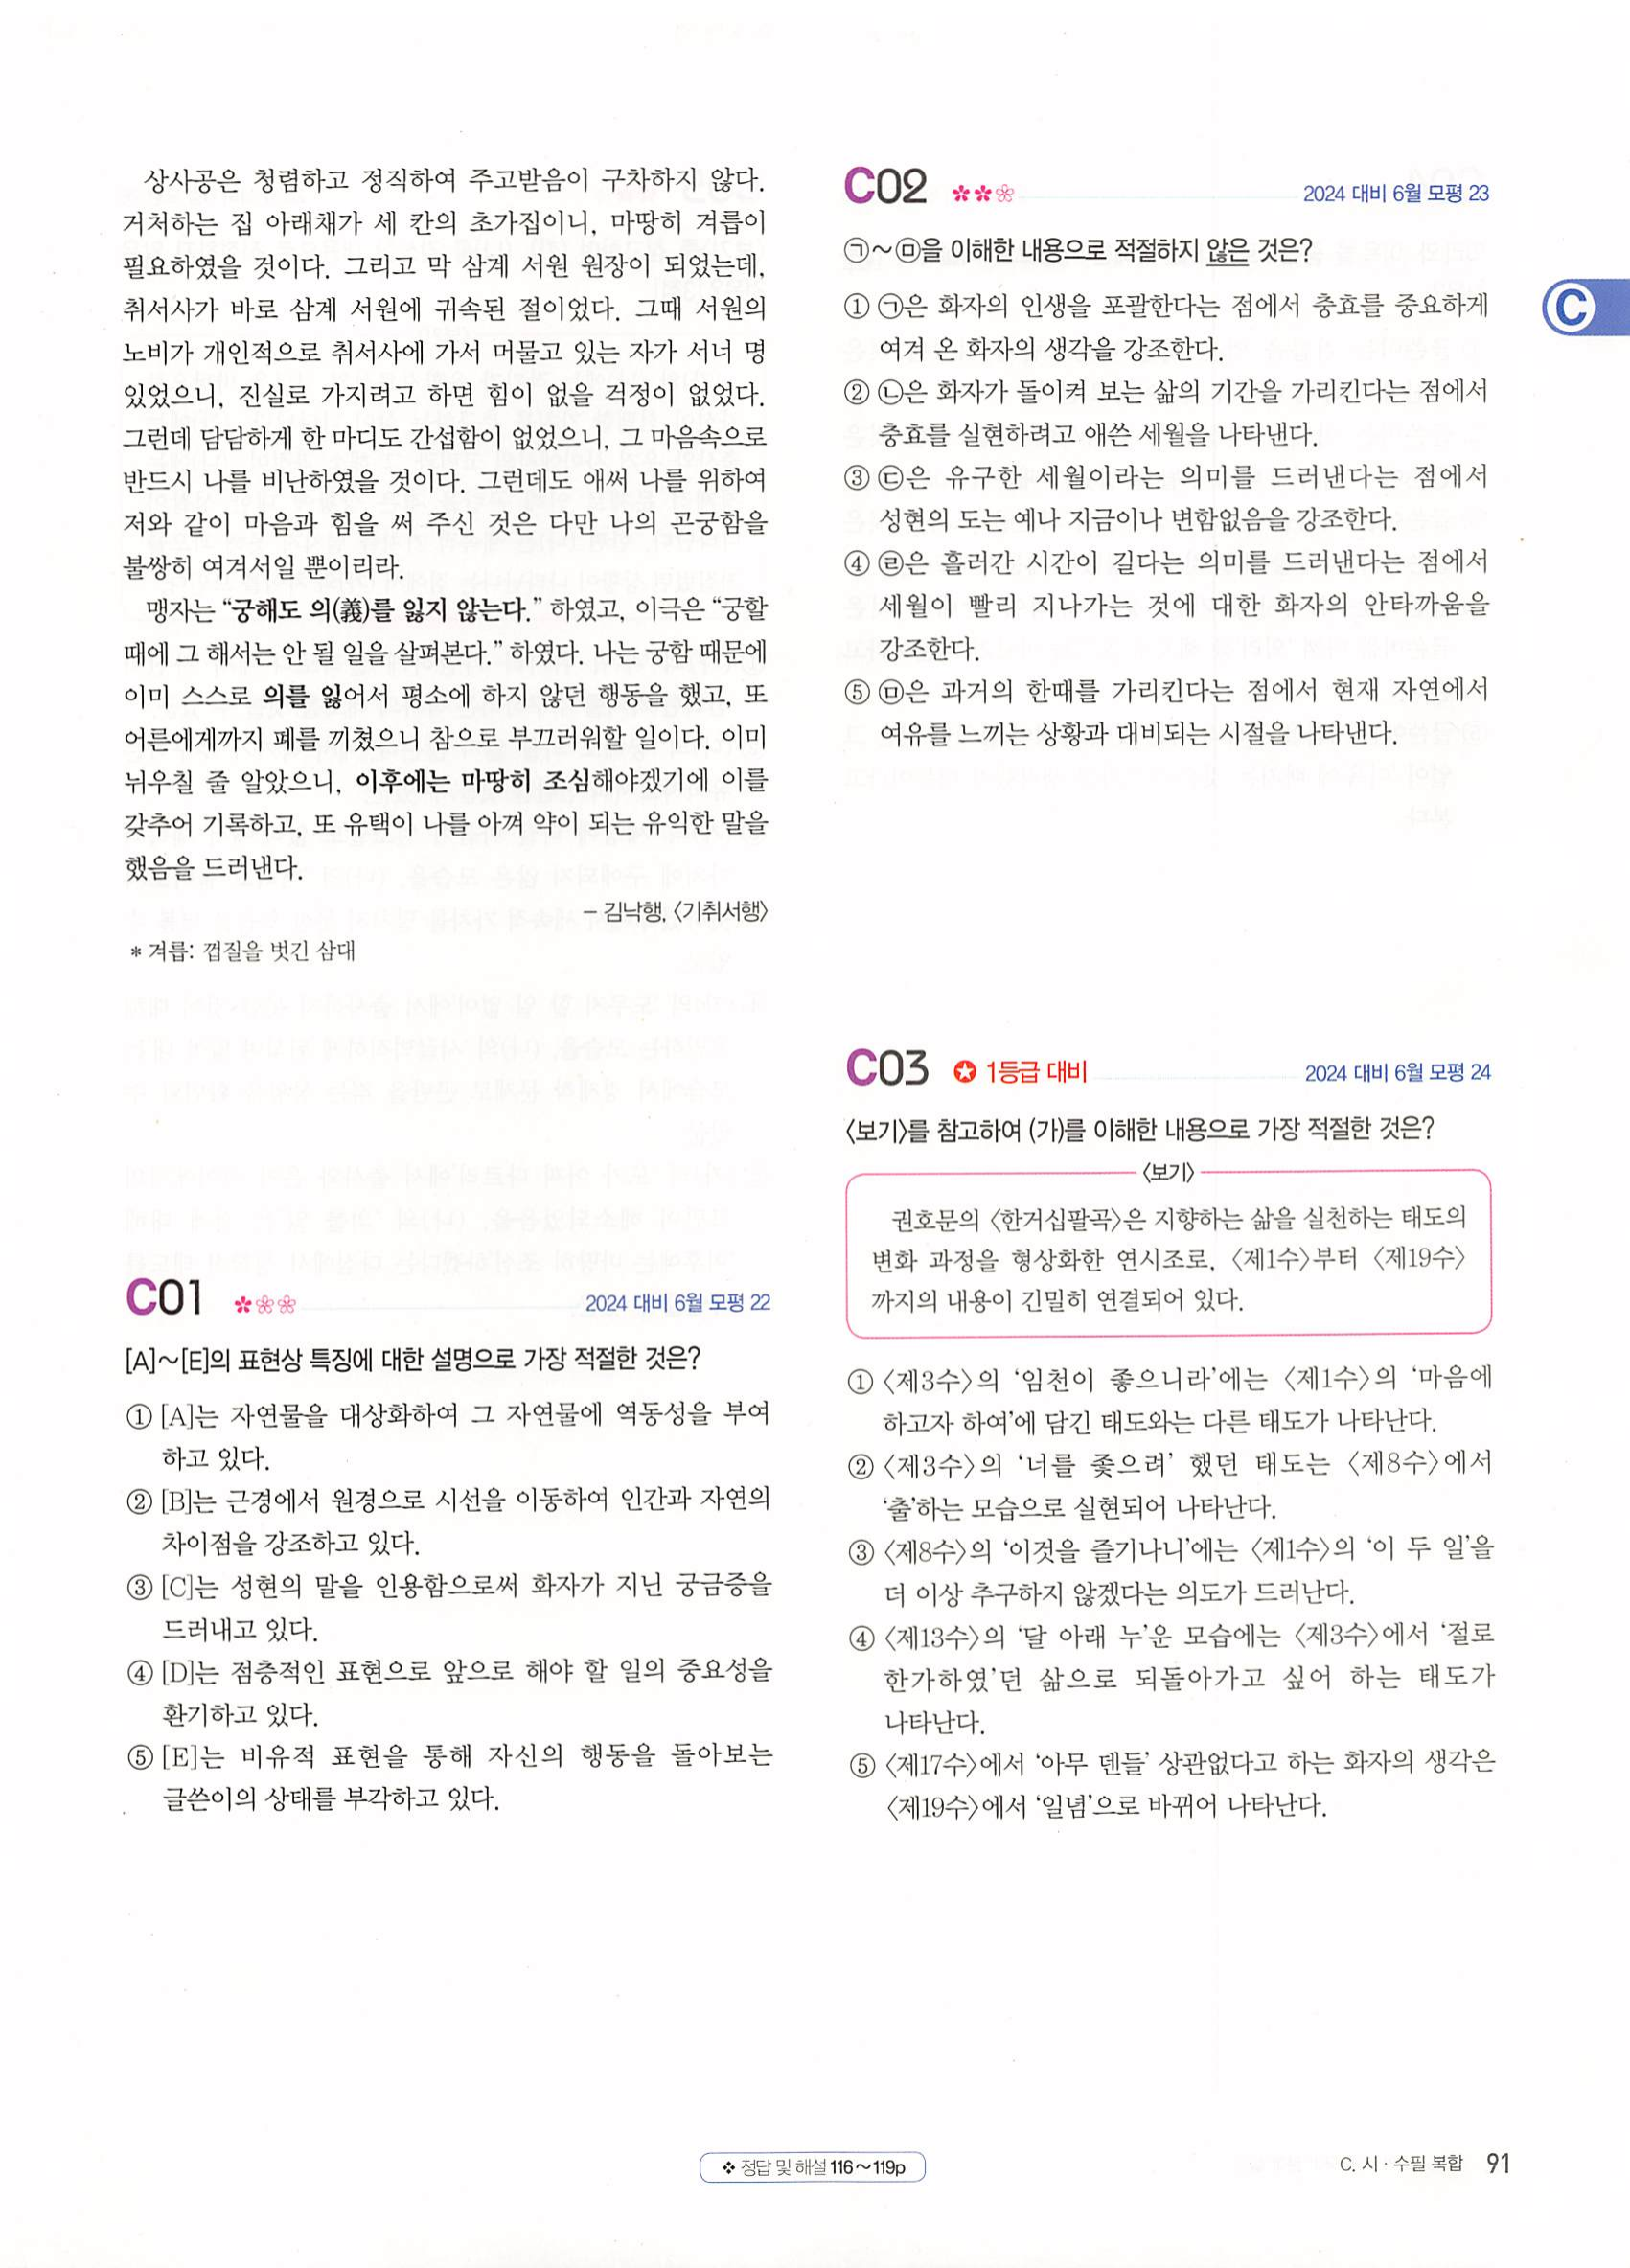 상사공은 청렴하고 정직하여 주고받음이 구차하지 않다.
거처하는 집 아래채가 세 칸의 초가집이니, 마땅히 겨릅이
필요하였을 것이다. 그리고 막 삼계 서원 원장이 되었는데,
취서사가 바로 삼계 서원에 귀속된 절이었다. 그때 서원의
노비가 개인적으로 취서사에 가서 머물고 있는 자가 서너 명
있었으니, 진실로 가지려고 하면 힘이 없을 걱정이 없었다.
그런데 담담하게 한 마디도 간섭함이 없었으니, 그 마음속으로
반드시 나를 비난하였을 것이다. 그런데도 애써 나를 위하여
저와 같이 마음과 힘을 써 주신 것은 다만 나의 곤궁함을
불쌍히 여겨서일 뿐이리라.
맹자는 “궁해도 의(義)를 잃지 않는다.” 하였고, 이극은 “궁할
때에 그 해서는 안 될 일을 살펴본다.” 하였다. 나는 궁함 때문에
이미 스스로 의를 잃어서 평소에 하지 않던 행동을 했고, 또
어른에게까지 폐를 끼쳤으니 참으로 부끄러워할 일이다. 이미
뉘우칠 줄 알았으니, 이후에는 마땅히 조심해야겠기에 이를
갖추어 기록하고, 또 유택이 나를 아껴 약이 되는 유익한 말을
했음을 드러낸다.
– 김낙행, 〈기취서행〉
* 겨릅: 껍질을 벗긴 삼대
C01 2024 대비 6월 모평 22
[A]~[E]의 표현상 특징에 대한 설명으로 가장 적절한 것은?
① [A]는 자연물을 대상화하여 그 자연물에 역동성을 부여
하고 있다.
② [B]는 근경에서 원경으로 시선을 이동하여 인간과 자연의
차이점을 강조하고 있다.
③ [C]는 성현의 말을 인용함으로써 화자가 지닌 궁금증을
드러내고 있다.
④ [D]는 점층적인 표현으로 앞으로 해야 할 일의 중요성을
환기하고 있다.
⑤ [E]는 비유적 표현을 통해 자신의 행동을 돌아보는
글쓴이의 상태를 부각하고 있다.
C02 2024 대비 6월 모평 23
㉠~㉤을 이해한 내용으로 적절하지 않은 것은?
① ㉠은 화자의 인생을 포괄한다는 점에서 충효를 중요하게
여겨 온 화자의 생각을 강조한다.
② ㉡은 화자가 돌이켜 보는 삶의 기간을 가리킨다는 점에서
충효를 실현하려고 애쓴 세월을 나타낸다.
③ ㉢은 유구한 세월이라는 의미를 드러낸다는 점에서
성현의 도는 예나 지금이나 변함없음을 강조한다.
④ ㉣은 흘러간 시간이 길다는 의미를 드러낸다는 점에서
세월이 빨리 지나가는 것에 대한 화자의 안타까움을
강조한다.
⑤ ㉤은 과거의 한때를 가리킨다는 점에서 현재 자연에서
여유를 느끼는 상황과 대비되는 시절을 나타낸다.
C
C03 1등급 대비 2024 대비 6월 모평 24
〈보기〉를 참고하여 (가)를 이해한 내용으로 가장 적절한 것은?
〈보기〉
권호문의 〈한거십팔곡〉은 지향하는 삶을 실천하는 태도의
변화 과정을 형상화한 연시조로, 〈제1수〉부터 〈제19수〉
까지의 내용이 긴밀히 연결되어 있다.
① 〈제3수〉의 ‘임천이 좋으니라’에는 〈제1수〉의 ‘마음에
하고자 하여’에 담긴 태도와는 다른 태도가 나타난다.
② 〈제3수〉의 ‘너를 좇으려’ 했던 태도는 〈제8수〉에서
‘출’하는 모습으로 실현되어 나타난다.
③ 〈제8수〉의 ‘이것을 즐기나니’에는 〈제1수〉의 ‘이 두 일’을
더 이상 추구하지 않겠다는 의도가 드러난다.
④ 〈제13수〉의 ‘달 아래 누’운 모습에는 〈제3수〉에서 ‘절로
한가하였’던 삶으로 되돌아가고 싶어 하는 태도가
나타난다.
⑤ 〈제17수〉에서 ‘아무 덴들’ 상관없다고 하는 화자의 생각은
〈제19수〉에서 ‘일념’으로 바뀌어 나타난다.
❖ 정답 및 해설 116~119p
C. 시·수필 복합 91